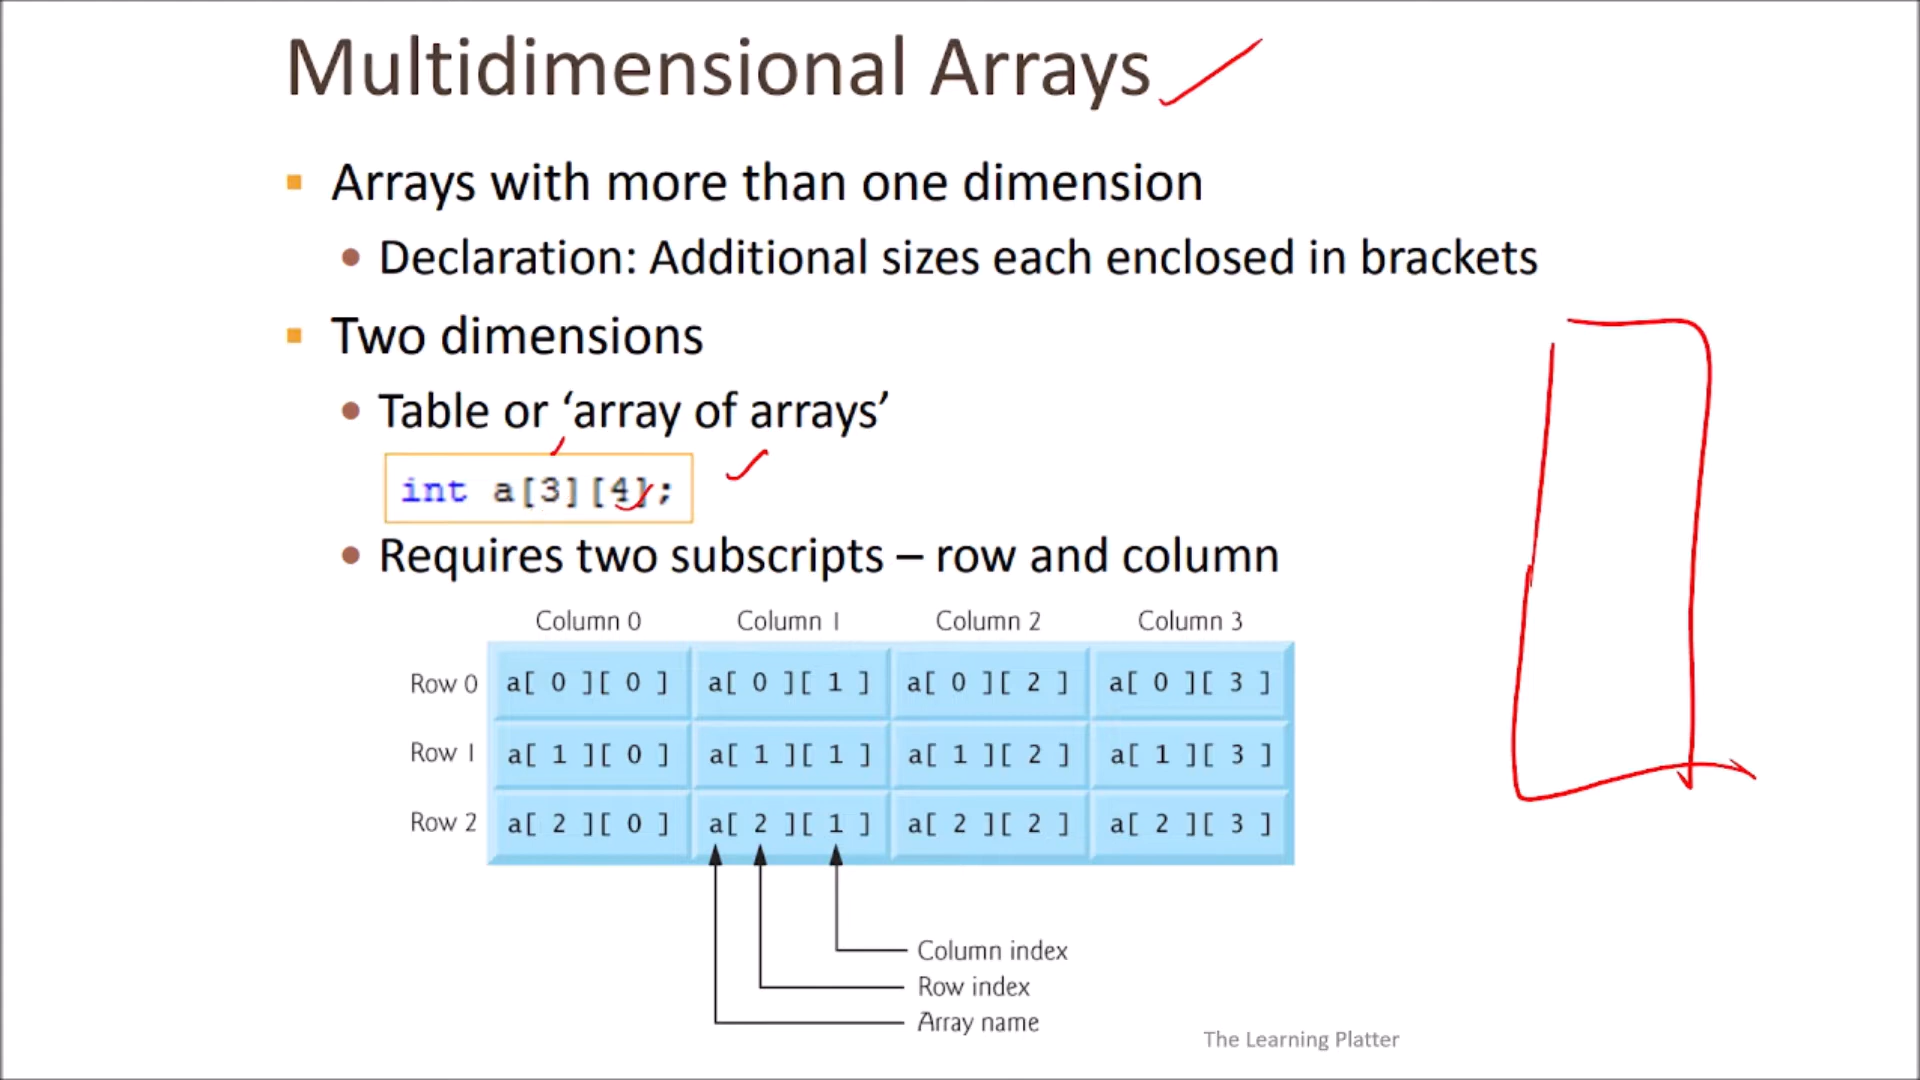 Multidimensional Arrays
Arrays with more than one dimension
Declaration: Additional sizes each enclosed in brackets
Two dimensions
Table or ‘array of arrays’
int a[3][4];
Requires two subscripts – row and column
Column 0 Column 1 Column 2 Column 3
Row 0 a[ 0 ][ 0 ] a[ 0 ][ 1 ] a[ 0 ][ 2 ] a[ 0 ][ 3 ]
Row 1 a[ 1 ][ 0 ] a[ 1 ][ 1 ] a[ 1 ][ 2 ] a[ 1 ][ 3 ]
Row 2 a[ 2 ][ 0 ] a[ 2 ][ 1 ] a[ 2 ][ 2 ] a[ 2 ][ 3 ]
Column index
Row index
Array name
The Learning Platter